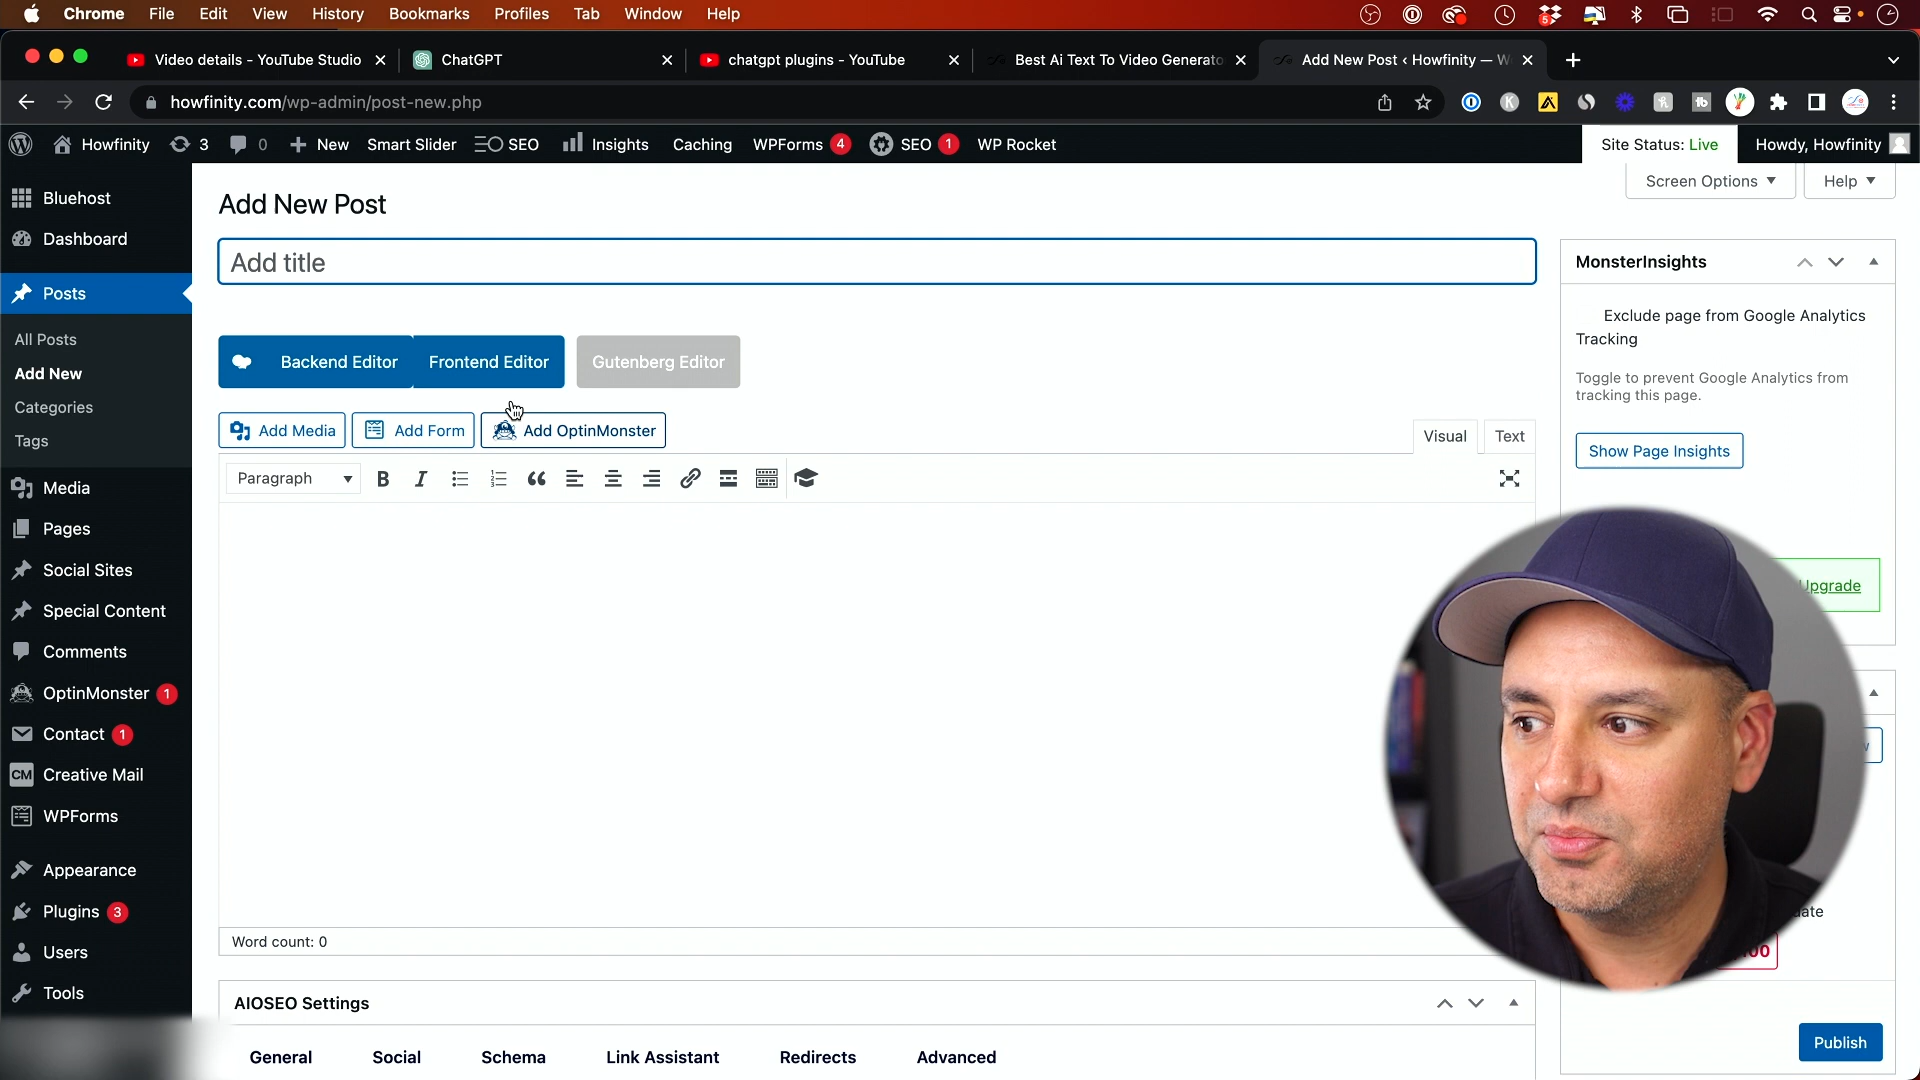 Chrome File Edit View History Bookmarks Profiles Tab Window Help
5
Video details - YouTube Studio
ChatGPT
chatgpt plugins - YouTube
Best Ai Text To Video Generato
Add New Post ‹ Howfinity — W
howfinity.com/wp-admin/post-new.php
Howfinity 3 0 New Smart Slider SEO Insights Caching WPForms 4 SEO 1 WP Rocket
Site Status: Live
Howdy, Howfinity
Bluehost
Dashboard
Posts
All Posts
Add New
Categories
Tags
Media
Pages
Social Sites
Special Content
Comments
OptinMonster 1
Contact 1
CM Creative Mail
WPForms
Appearance
Plugins 3
Users
Tools
Screen Options
Help
Add New Post
Add title
Backend Editor
Frontend Editor
Gutenberg Editor
Add Media
Add Form
Add OptinMonster
Visual
Text
Paragraph
B I
Word count: 0
AIOSEO Settings
General
Social
Schema
Link Assistant
Redirects
Advanced
MonsterInsights
Exclude page from Google Analytics
Tracking
Toggle to prevent Google Analytics from
tracking this page.
Show Page Insights
Upgrade
Publish